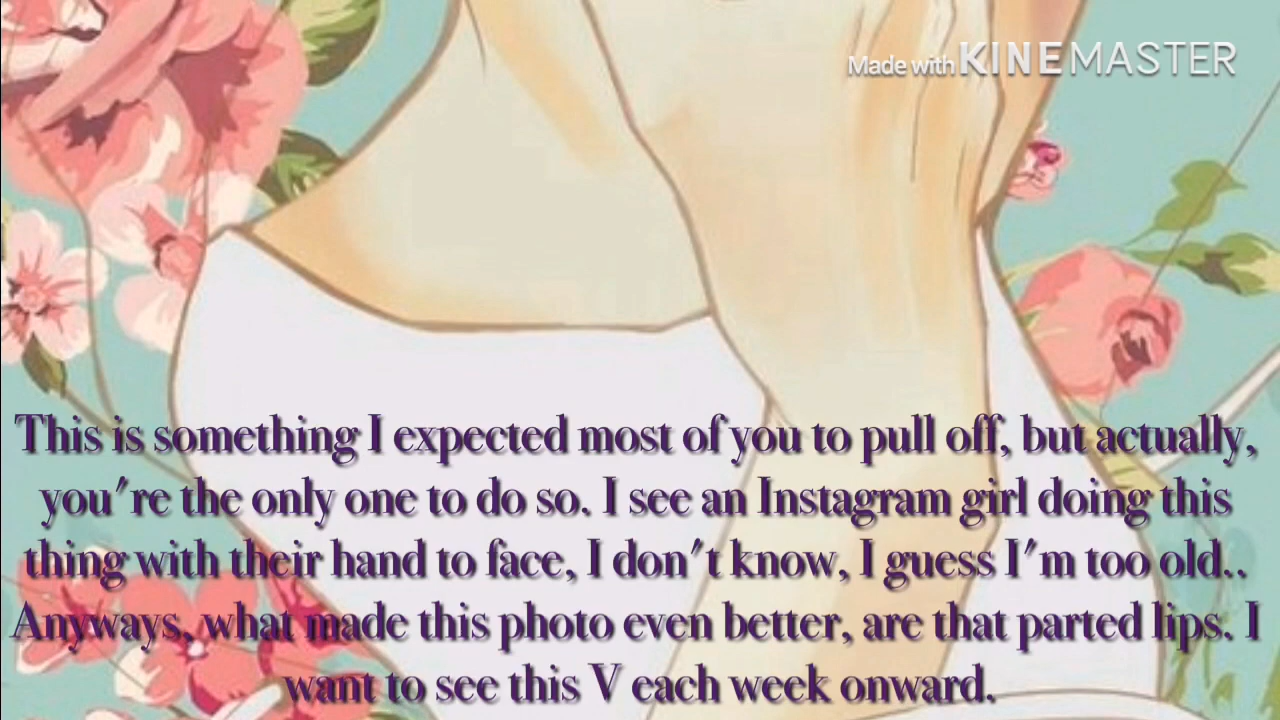 Made with KINEMASTER
This is something I expected most of you to pull off, but actually,
you're the only one to do so. I see an Instagram girl doing this
thing with their hand to face, I don't know, I guess I'm too old..
Anyways, what made this photo even better, are that parted lips. I
want to see this V each week onward.